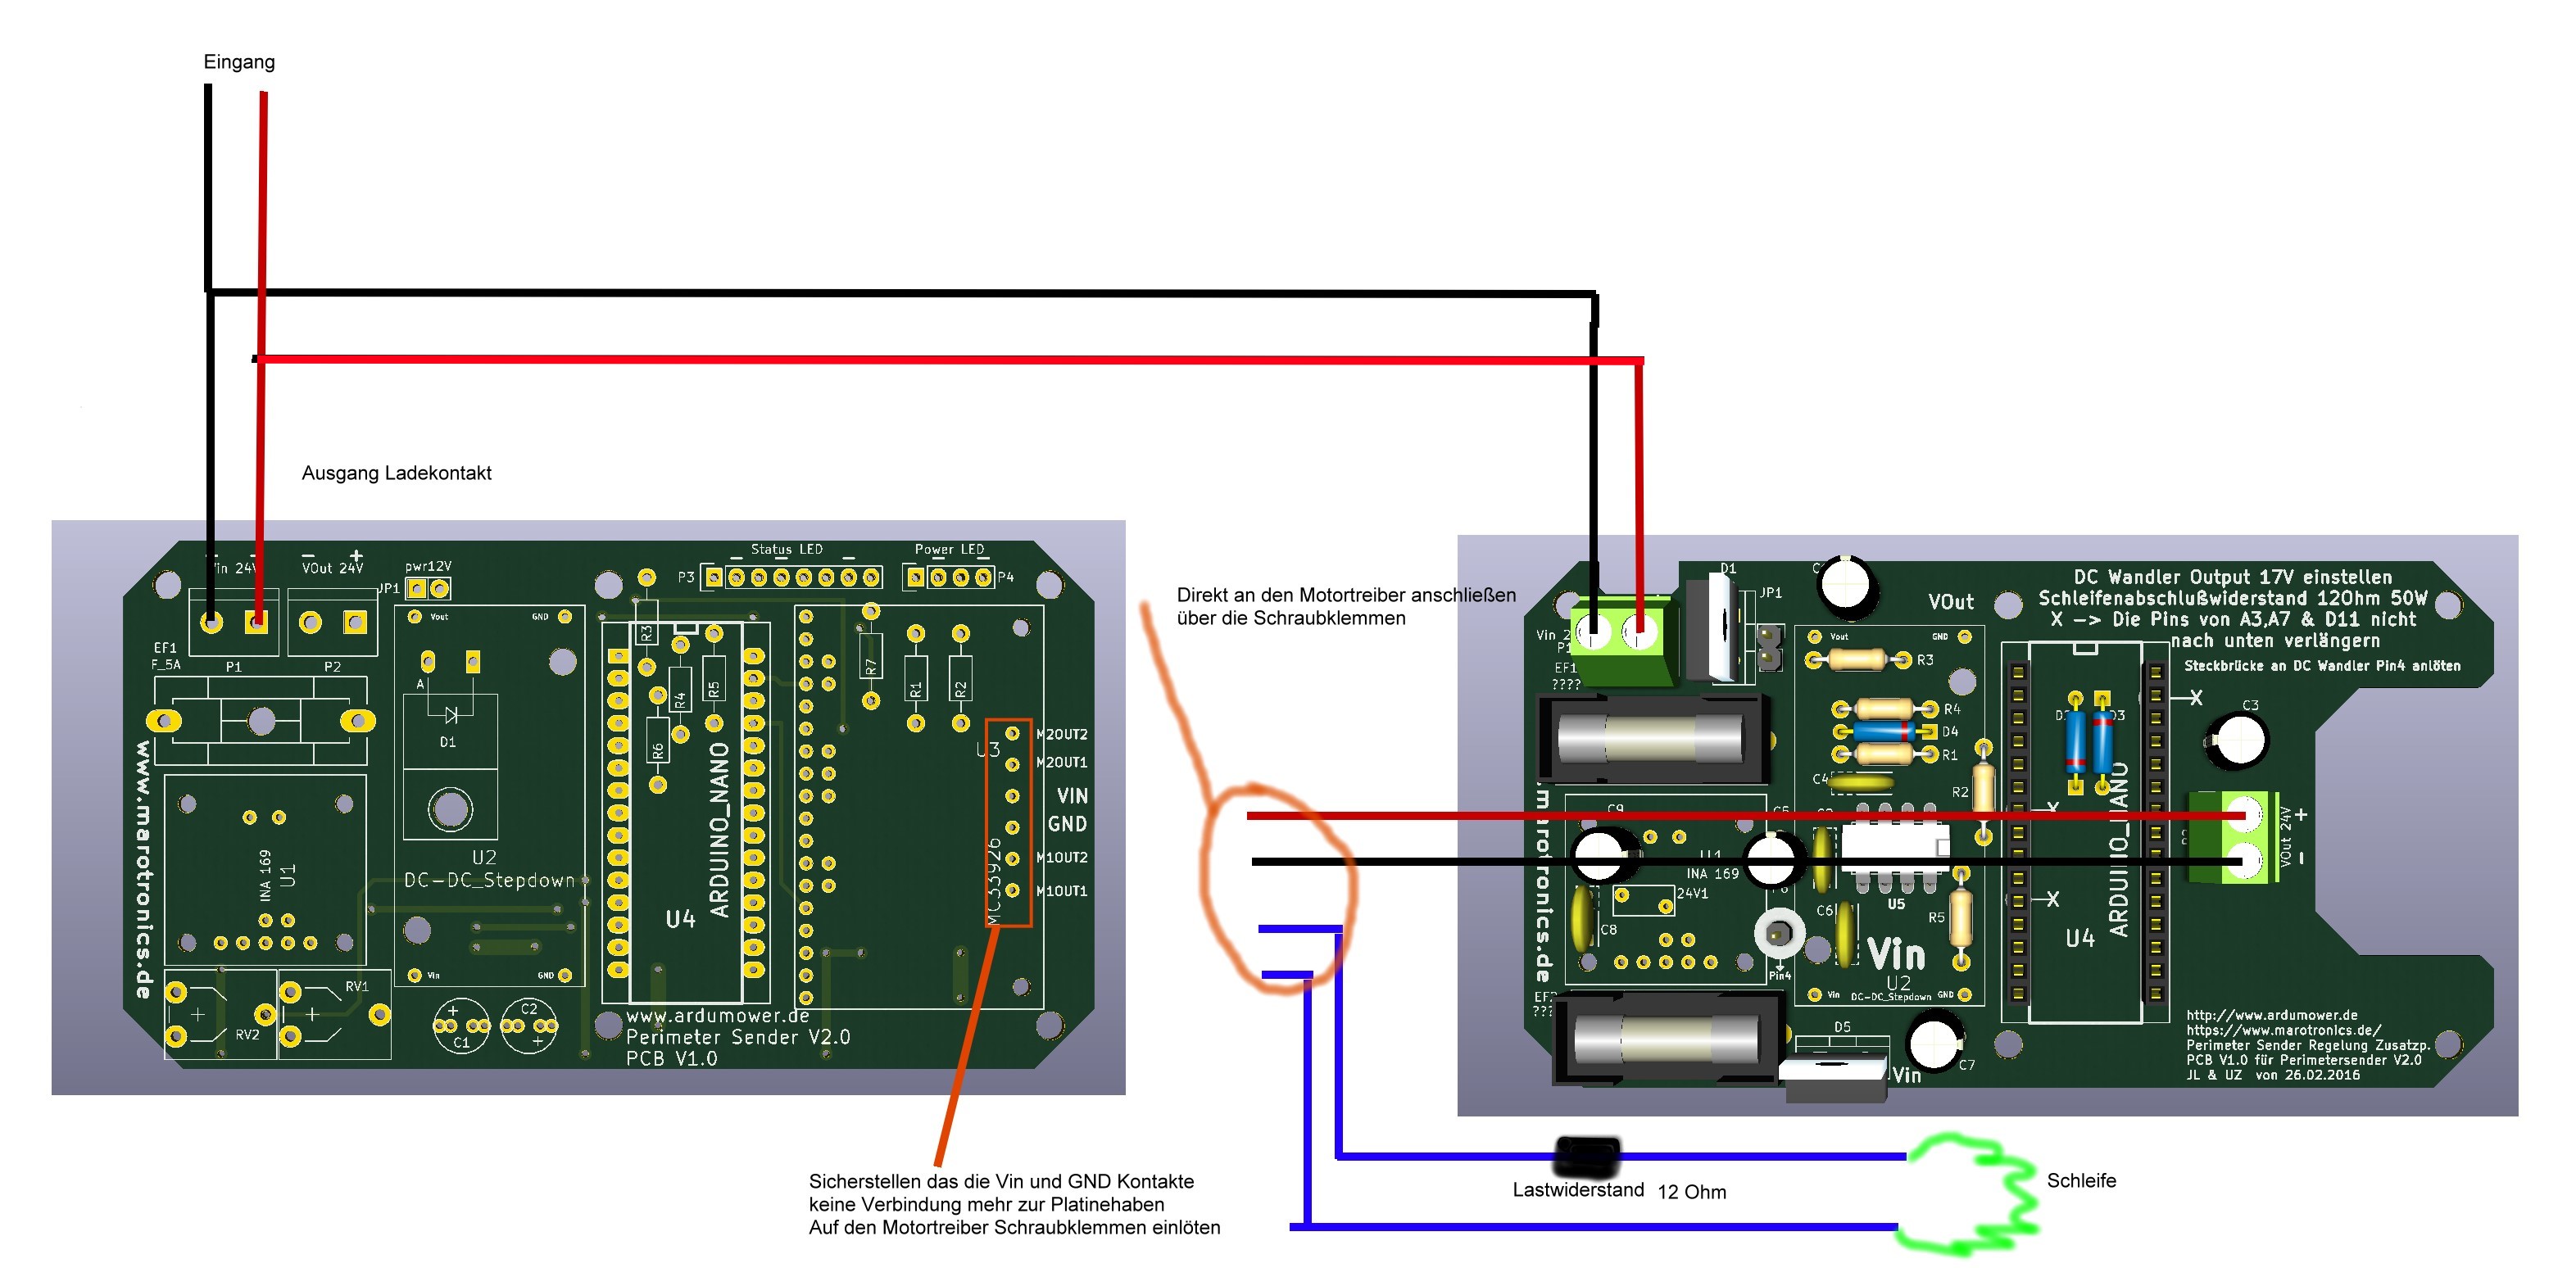 Eingang
Ausgang Ladekontakt
Vin 24V
VOut 24V
pwr12V
JP1
P3
Status LED
Power LED
P4
EF1
F_5A
P1
P2
Vout
GND
A
D1
R3
R4
R5
R6
R7
R1
R2
U3
M2OUT2
M2OUT1
VIN
GND
M1OUT2
M1OUT1
MC33926
www.marotronics.de
INA 169
U1
U2
DC-DC_Stepdown
ARDUINO_NANO
U4
Vin
GND
RV1
RV2
C1
C2
www.ardumower.de
Perimeter Sender V2.0
PCB V1.0
Sicherstellen das die Vin und GND Kontakte
keine Verbindung mehr zur Platinehaben
Auf den Motortreiber Schraubklemmen einlöten
Direkt an den Motortreiber anschließen
über die Schraubklemmen
DC Wandler Output 17V einstellen
Schleifenabschlußwiderstand 12Ohm 50W
X -> Die Pins von A3,A7 & D11 nicht
nach unten verlängern
Steckbrücke an DC Wandler Pin4 anlöten
D1
JP1
VOut
EF1
????
Vout
GND
R3
R4
D4
R1
C4
R2
C9
U1
INA 169
24V1
C8
C6
U5
R5
Pin4
Vin
U2
DC-DC_Stepdown
Vin
GND
D3
X
X
X
ARDUINO_NANO
U4
C3
+
-
VOut 24V
D5
Vin
C7
http://www.ardumower.de
https://www.marotronics.de/
Perimeter Sender Regelung Zusatzp.
PCB V1.0 für Perimetersender V2.0
JL & UZ von 26.02.2016
Lastwiderstand 12 Ohm
Schleife